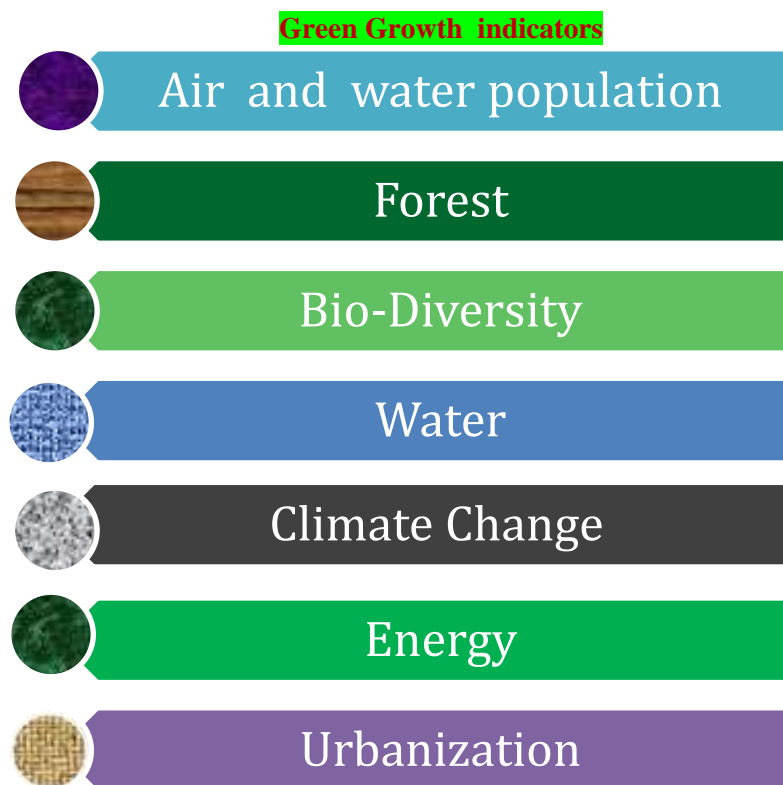 Green Growth indicators
Air and water population
Forest
Bio-Diversity
Water
Climate Change
Energy
Urbanization